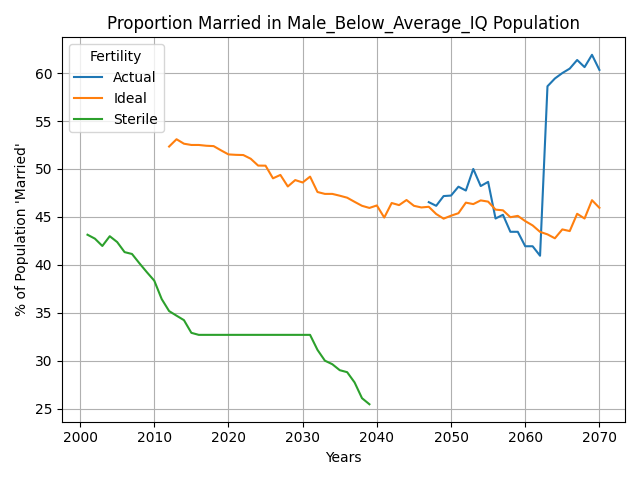 Proportion Married in Male_Below_Average_IQ Population
Fertility
Actual
Ideal
Sterile
% of Population 'Married'
60
55
50
45
40
35
30
25
2000 2010 2020 2030 2040 2050 2060 2070
Years